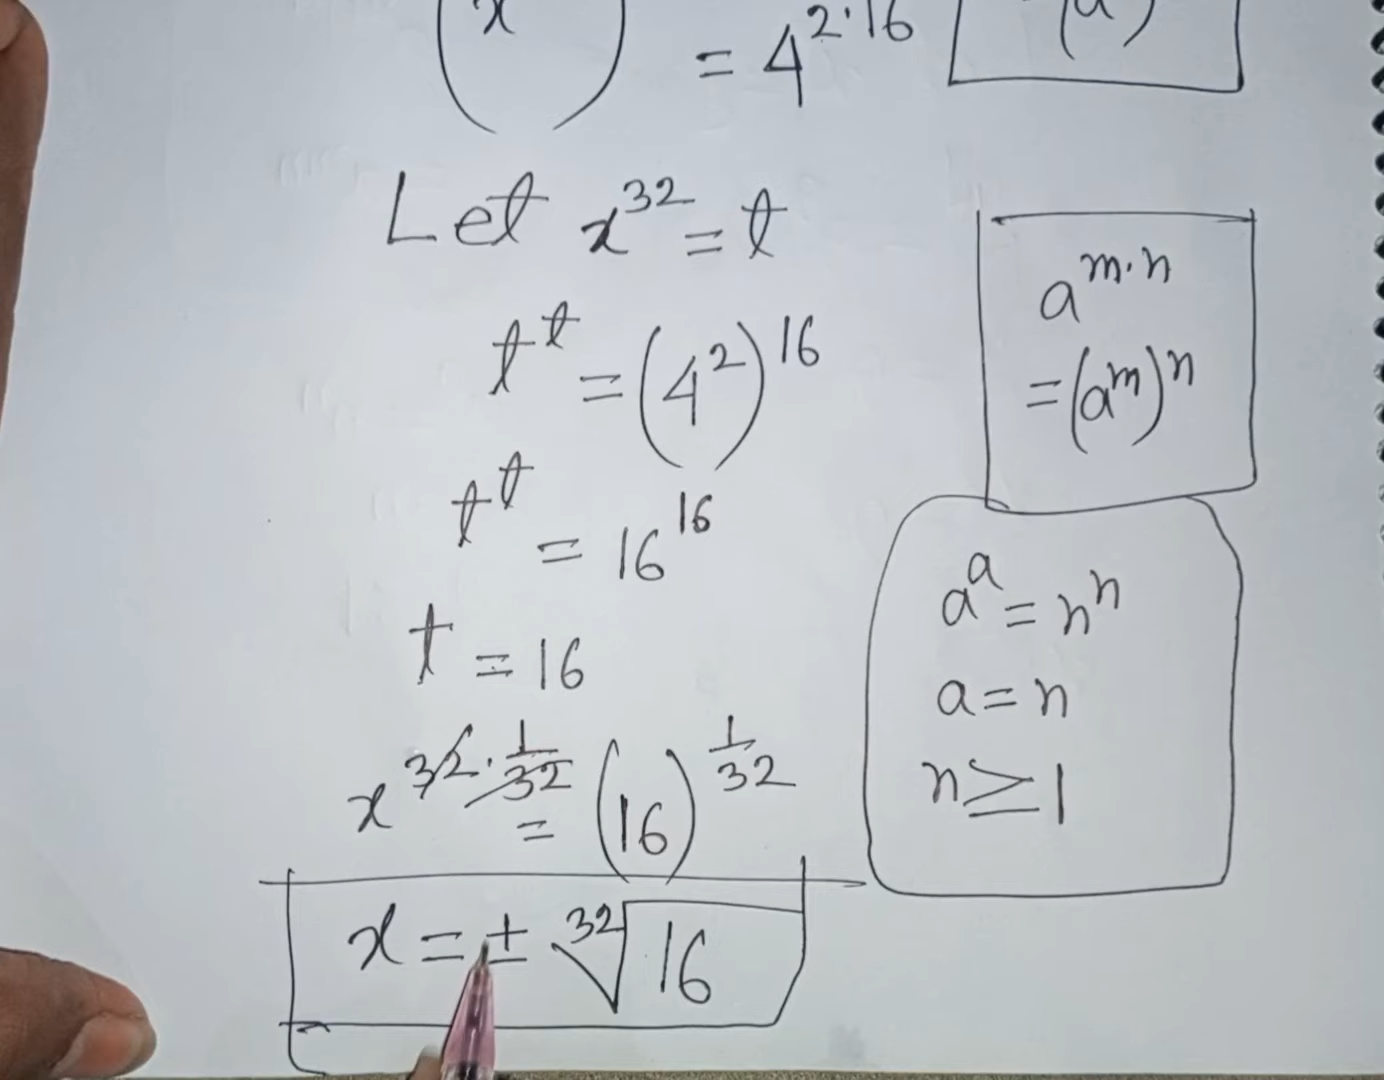 (x)
= 4^{2·16}
(a)
Let x^{32} = t
t^t = (4^2)^{16}
t^t = 16^{16}
t = 16
x^{32·1/32} = (16)^{1/32}
x = ± \sqrt[32]{16}
a^{m·n}
= (a^m)^n
a^a = n^n
a = n
n ≥ 1